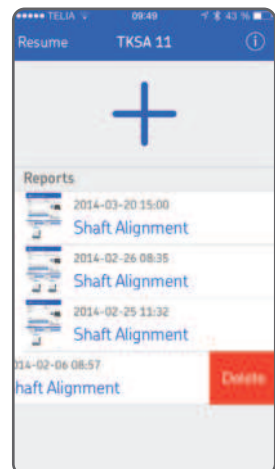 ●●●●● TELIA 09:49 43 %
Resume TKSA 11
Reports
2014-03-20 15:00
Shaft Alignment
2014-02-26 08:35
Shaft Alignment
2014-02-25 11:32
Shaft Alignment
014-02-06 08:57
haft Alignment
Delete